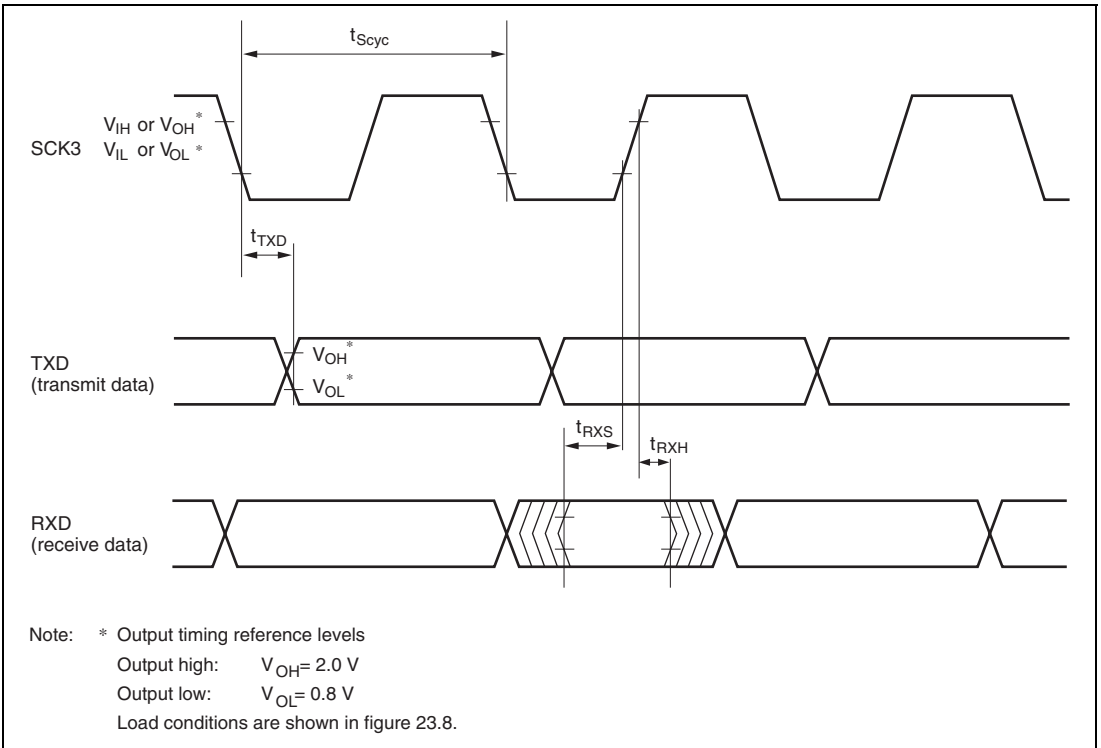 tScyc
VIH or VOH*
SCK3
VIL or VOL *
tTXD
TXD
(transmit data)
VOH*
VOL*
tRXS
tRXH
RXD
(receive data)
Note: * Output timing reference levels
Output high: VOH= 2.0 V
Output low: VOL= 0.8 V
Load conditions are shown in figure 23.8.